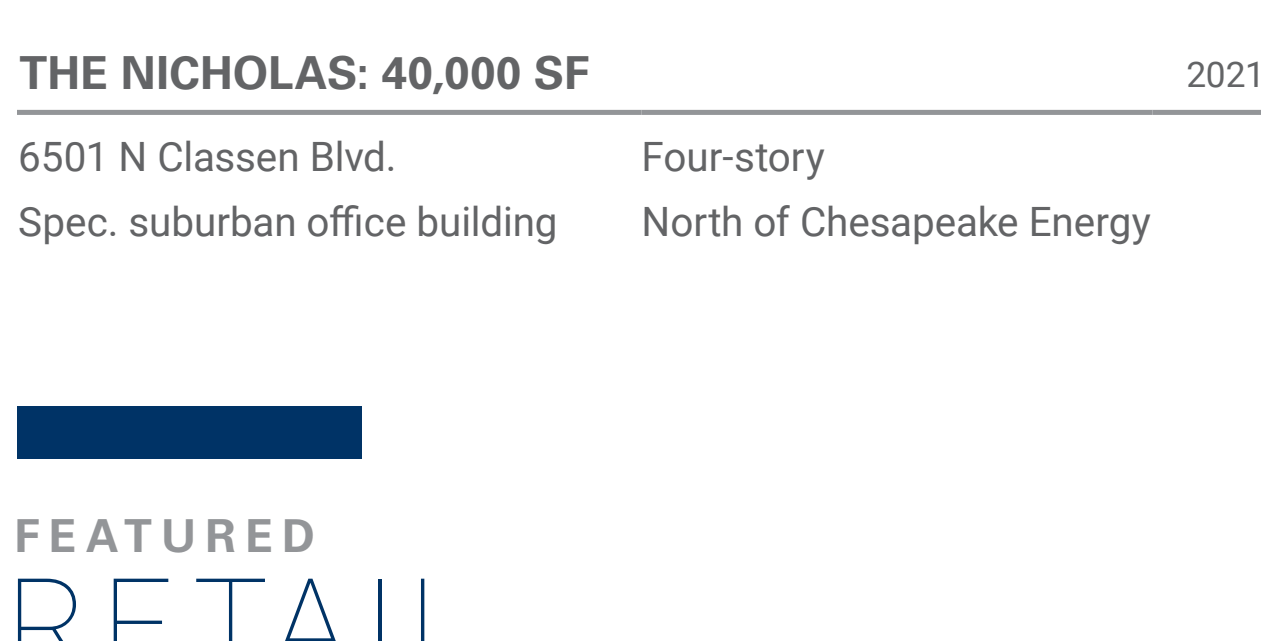 THE NICHOLAS: 40,000 SF 2021
6501 N Classen Blvd. Four-story
Spec. suburban office building North of Chesapeake Energy
FEATURED
RETAIL